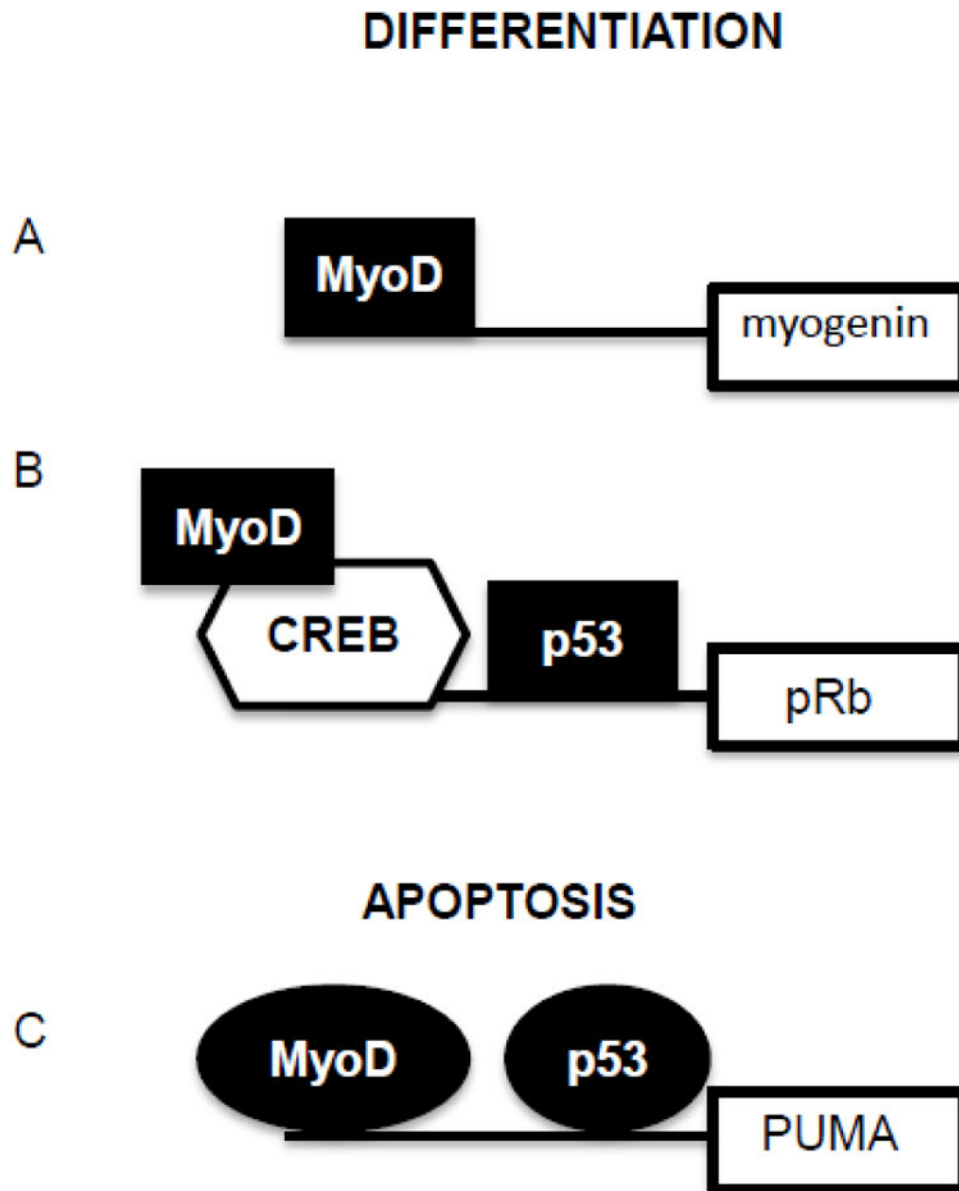 DIFFERENTIATION
A
MyoD
myogenin
B
MyoD
CREB
p53
pRb
APOPTOSIS
C
MyoD
p53
PUMA